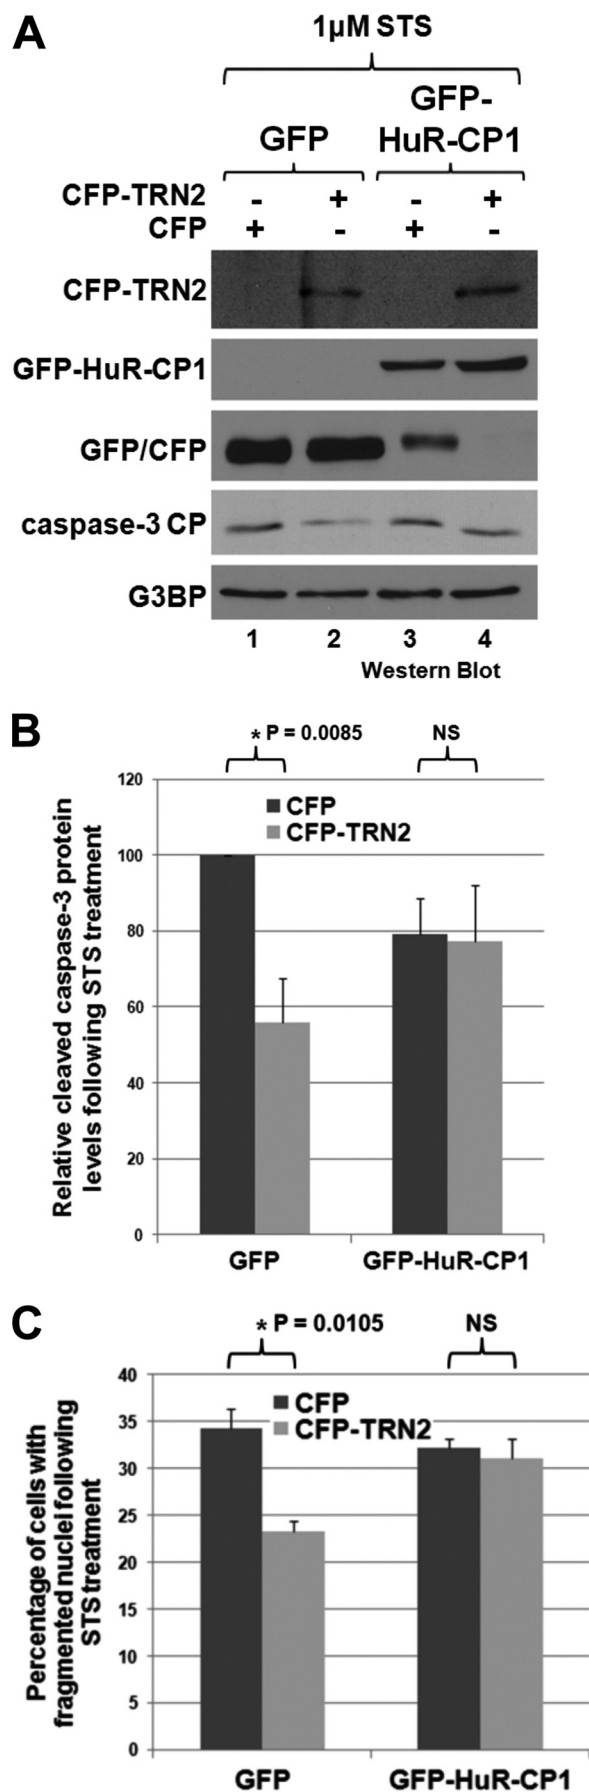 A
1µM STS
GFP
GFP-
HuR-CP1
CFP-TRN2 - + - +
CFP + - + -
CFP-TRN2
GFP-HuR-CP1
GFP/CFP
caspase-3 CP
G3BP
1 2 3 4
Western Blot
B
* P = 0.0085
NS
Relative cleaved caspase-3 protein
levels following STS treatment
120
100
80
60
40
20
0
CFP
CFP-TRN2
GFP
GFP-HuR-CP1
C
* P = 0.0105
NS
Percentage of cells with
fragmented nuclei following
STS treatment
40
35
30
25
20
15
10
5
0
CFP
CFP-TRN2
GFP
GFP-HuR-CP1